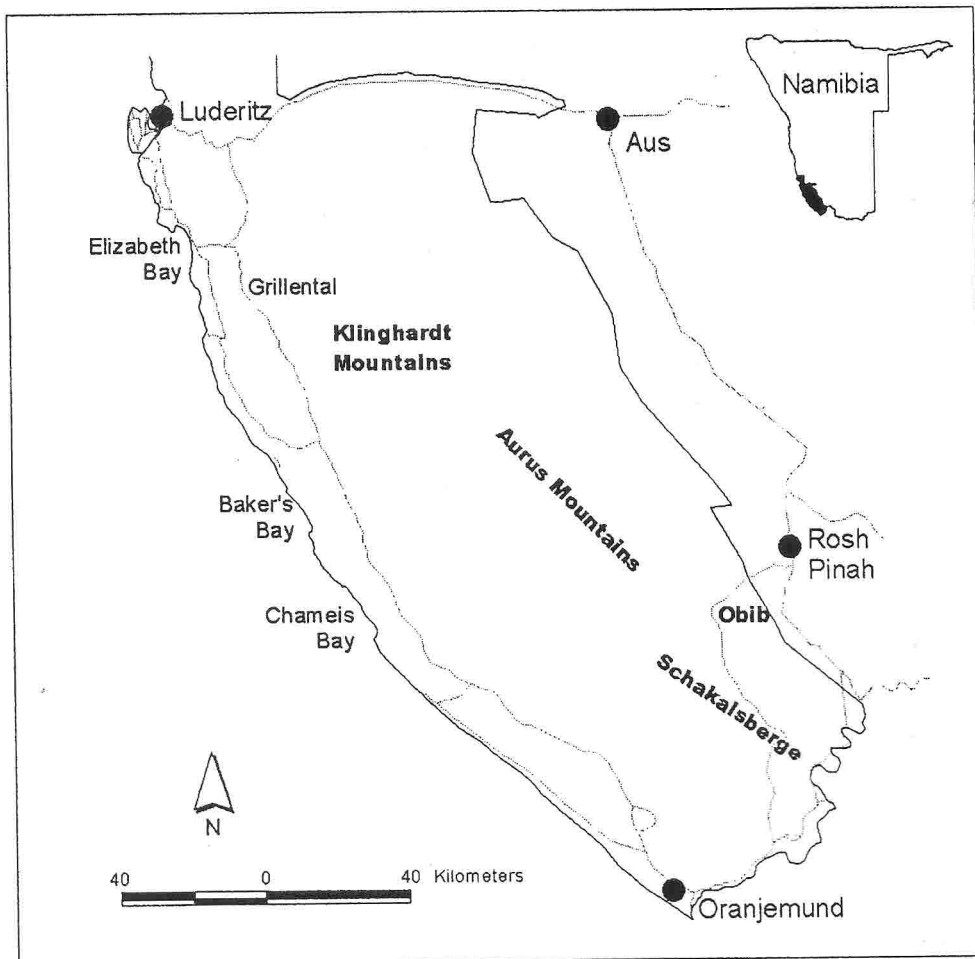 Namibia
Luderitz
Aus
Elizabeth
Bay
Grillental
Klinghardt
Mountains
Aurus Mountains
Baker's
Bay
Rosh
Pinah
Chameis
Bay
Obib
Schakalsberge
N
40 0 40 Kilometers
Oranjemund